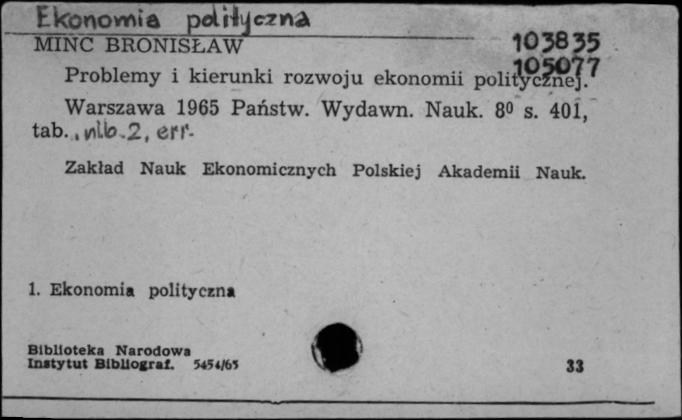 Ekonomia polityczna
MINC BRONISŁAW 103835
105077
Problemy i kierunki rozwoju ekonomii politycznej.
Warszawa 1965 Państw. Wydawn. Nauk. 8⁰ s. 401,
tab., nlb. 2, err.
Zakład Nauk Ekonomicznych Polskiej Akademii Nauk.
1. Ekonomia polityczna
Biblioteka Narodowa
Instytut Bibliograf. 5454/65 33